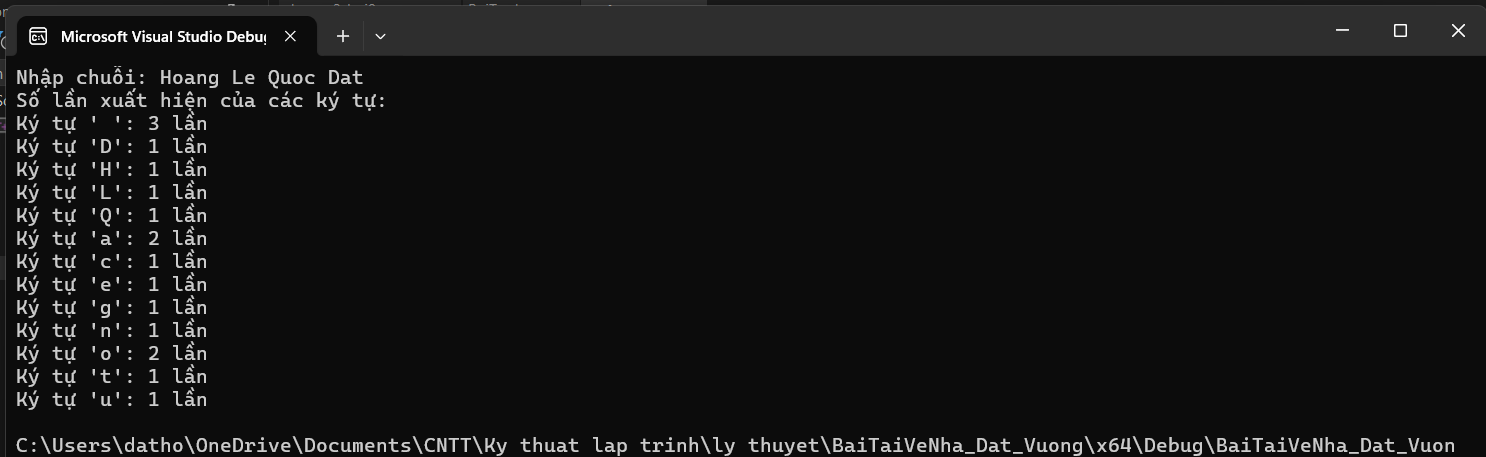 Microsoft Visual Studio Debu
Nhập chuỗi: Hoang Le Quoc Dat
Số lần xuất hiện của các ký tự:
Ký tự ' ': 3 lần
Ký tự 'D': 1 lần
Ký tự 'H': 1 lần
Ký tự 'L': 1 lần
Ký tự 'Q': 1 lần
Ký tự 'a': 2 lần
Ký tự 'c': 1 lần
Ký tự 'e': 1 lần
Ký tự 'g': 1 lần
Ký tự 'n': 1 lần
Ký tự 'o': 2 lần
Ký tự 't': 1 lần
Ký tự 'u': 1 lần
C:\Users\datho\OneDrive\Documents\CNTT\Ky thuat lap trinh\ly thuyet\BaiTaiVeNha_Dat_Vuong\x64\Debug\BaiTaiVeNha_Dat_Vuon